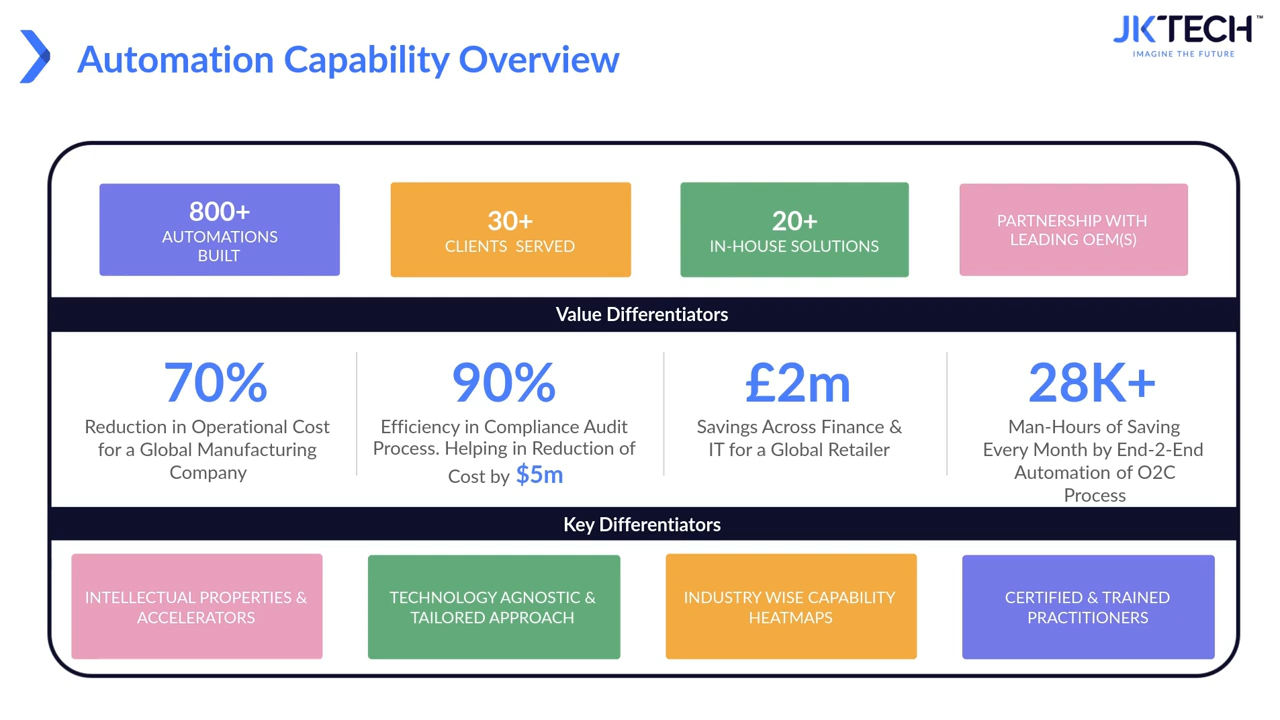 Automation Capability Overview
JKTECH™
IMAGINE THE FUTURE
800+
AUTOMATIONS
BUILT
30+
CLIENTS SERVED
20+
IN-HOUSE SOLUTIONS
PARTNERSHIP WITH
LEADING OEM(S)
Value Differentiators
70%
Reduction in Operational Cost
for a Global Manufacturing
Company
90%
Efficiency in Compliance Audit
Process. Helping in Reduction of
Cost by $5m
£2m
Savings Across Finance &
IT for a Global Retailer
28K+
Man-Hours of Saving
Every Month by End-2-End
Automation of O2C
Process
Key Differentiators
INTELLECTUAL PROPERTIES &
ACCELERATORS
TECHNOLOGY AGNOSTIC &
TAILORED APPROACH
INDUSTRY WISE CAPABILITY
HEATMAPS
CERTIFIED & TRAINED
PRACTITIONERS